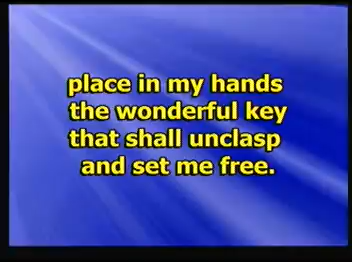 place in my hands
the wonderful key
that shall unclasp
and set me free.